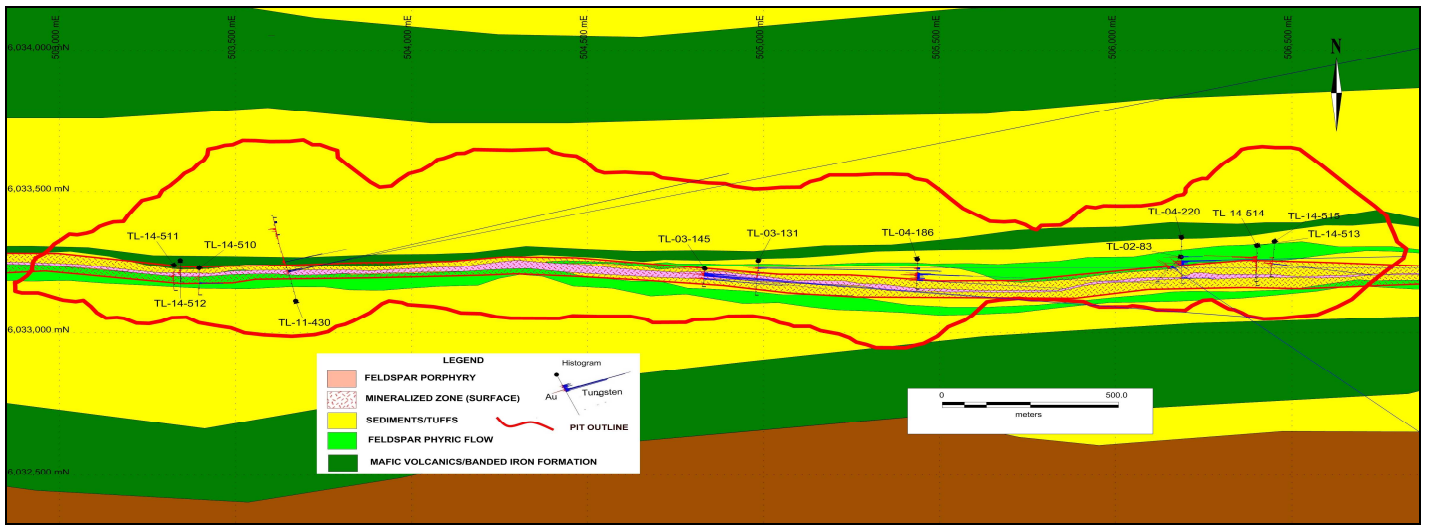 503.000 mE
503.500 mE
504.000 mE
504.500 mE
505.000 mE
505.500 mE
506.000 mE
506.500 mE
6,034,000 mN
N
6,033,500 mN
TL-14-511
TL-14-510
TL-03-145
TL-03-131
TL-04-186
TL-04-220
TL-14-514
TL-14-515
TL-14-513
TL-02-83
TL-14-512
TL-11-430
6,033,000 mN
LEGEND
FELDSPAR PORPHYRY
MINERALIZED ZONE (SURFACE)
SEDIMENTS/TUFFS
FELDSPAR PHYRIC FLOW
MAFIC VOLCANICS/BANDED IRON FORMATION
Histogram
Au
Tungsten
PIT OUTLINE
0
500.0
meters
6,032,500 mN